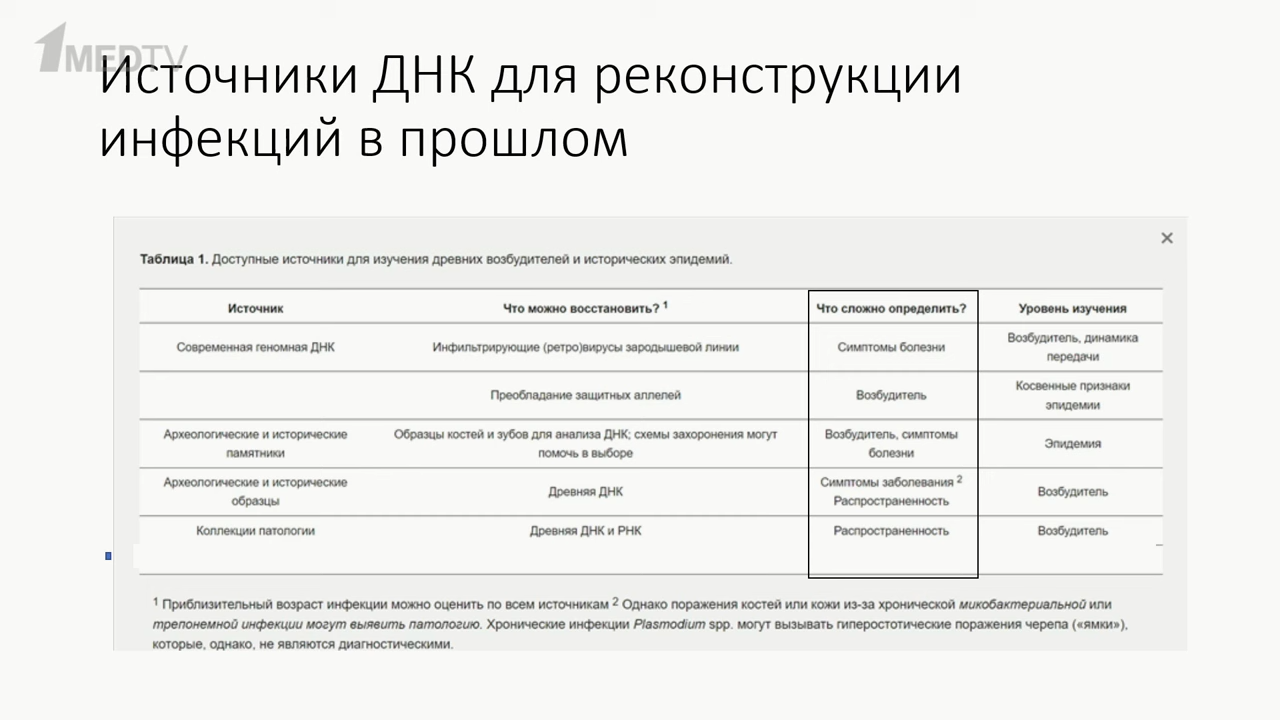 1MEDTV
Источники ДНК для реконструкции
инфекций в прошлом
×
Таблица 1. Доступные источники для изучения древних возбудителей и исторических эпидемий.
Источник Что можно восстановить? 1 Что сложно определить? Уровень изучения
Современная геномная ДНК Инфильтрирующие (ретро)вирусы зародышевой линии Симптомы болезни Возбудитель, динамика
передачи
Преобладание защитных аллелей Возбудитель Косвенные признаки
эпидемии
Археологические и исторические Образцы костей и зубов для анализа ДНК; схемы захоронения могут Возбудитель, симптомы Эпидемия
памятники помочь в выборе болезни
Археологические и исторические Древняя ДНК Симптомы заболевания 2 Возбудитель
образцы Распространенность
Коллекции патологии Древняя ДНК и РНК Распространенность Возбудитель
1 Приблизительный возраст инфекции можно оценить по всем источникам 2 Однако поражения костей или кожи из-за хронической микобактериальной или
трепонемной инфекции могут выявить патологию. Хронические инфекции Plasmodium spp. могут вызывать гиперостотические поражения черепа («ямки»),
которые, однако, не являются диагностическими.